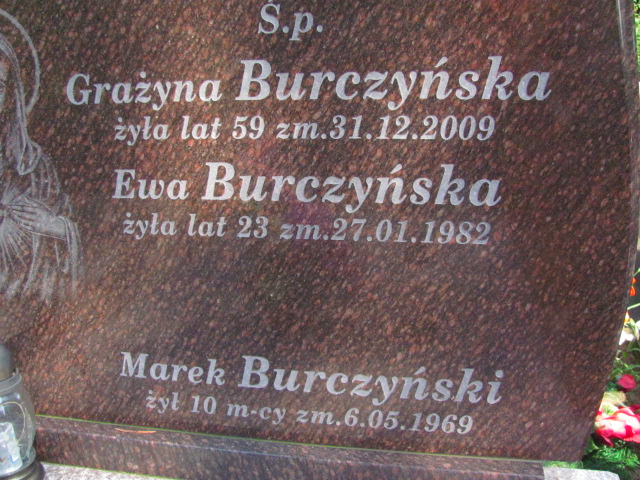 Ś.p.
Grażyna Burczyńska
żyła lat 59 zm.31.12.2009
Ewa Burczyńska
żyła lat 23 zm.27.01.1982
Marek Burczyński
żył 10 m-cy zm.6.05.1969